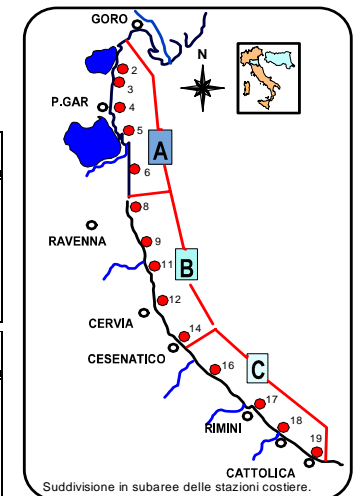 GORO
N
2
3
P.GAR
4
5
A
6
8
RAVENNA
9
B
11
12
CERVIA
14
CESENATICO
16
C
17
RIMINI
18
19
CATTOLICA
Suddivisione in subaree delle stazioni costiere.